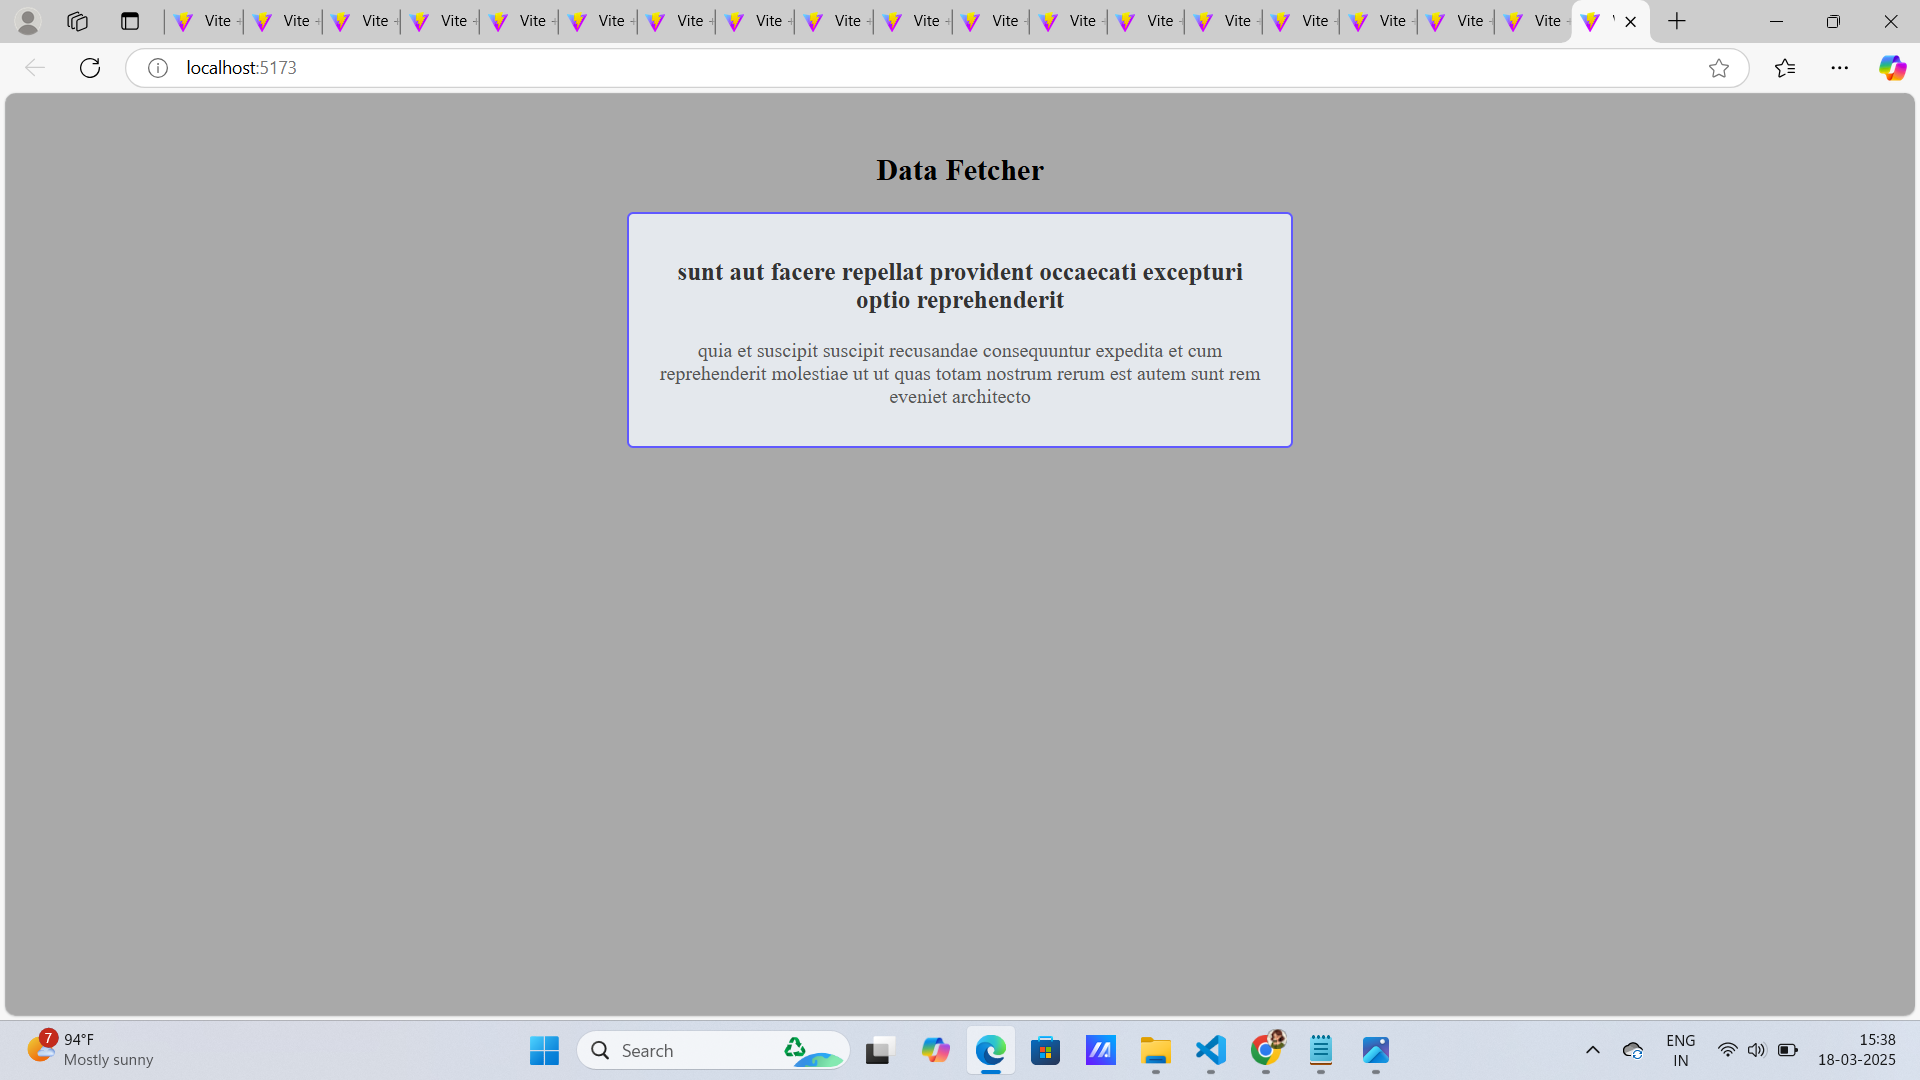 Vite + Vite + Vite + Vite + Vite + Vite + Vite + Vite + Vite + Vite + Vite + Vite + Vite + Vite + Vite + Vite + Vite + Vite +
localhost:5173
Data Fetcher
sunt aut facere repellat provident occaecati excepturi
optio reprehenderit
quia et suscipit suscipit recusandae consequuntur expedita et cum
reprehenderit molestiae ut ut quas totam nostrum rerum est autem sunt rem
eveniet architecto
7
94°F
Mostly sunny
Search
ENG
IN
15:38
18-03-2025